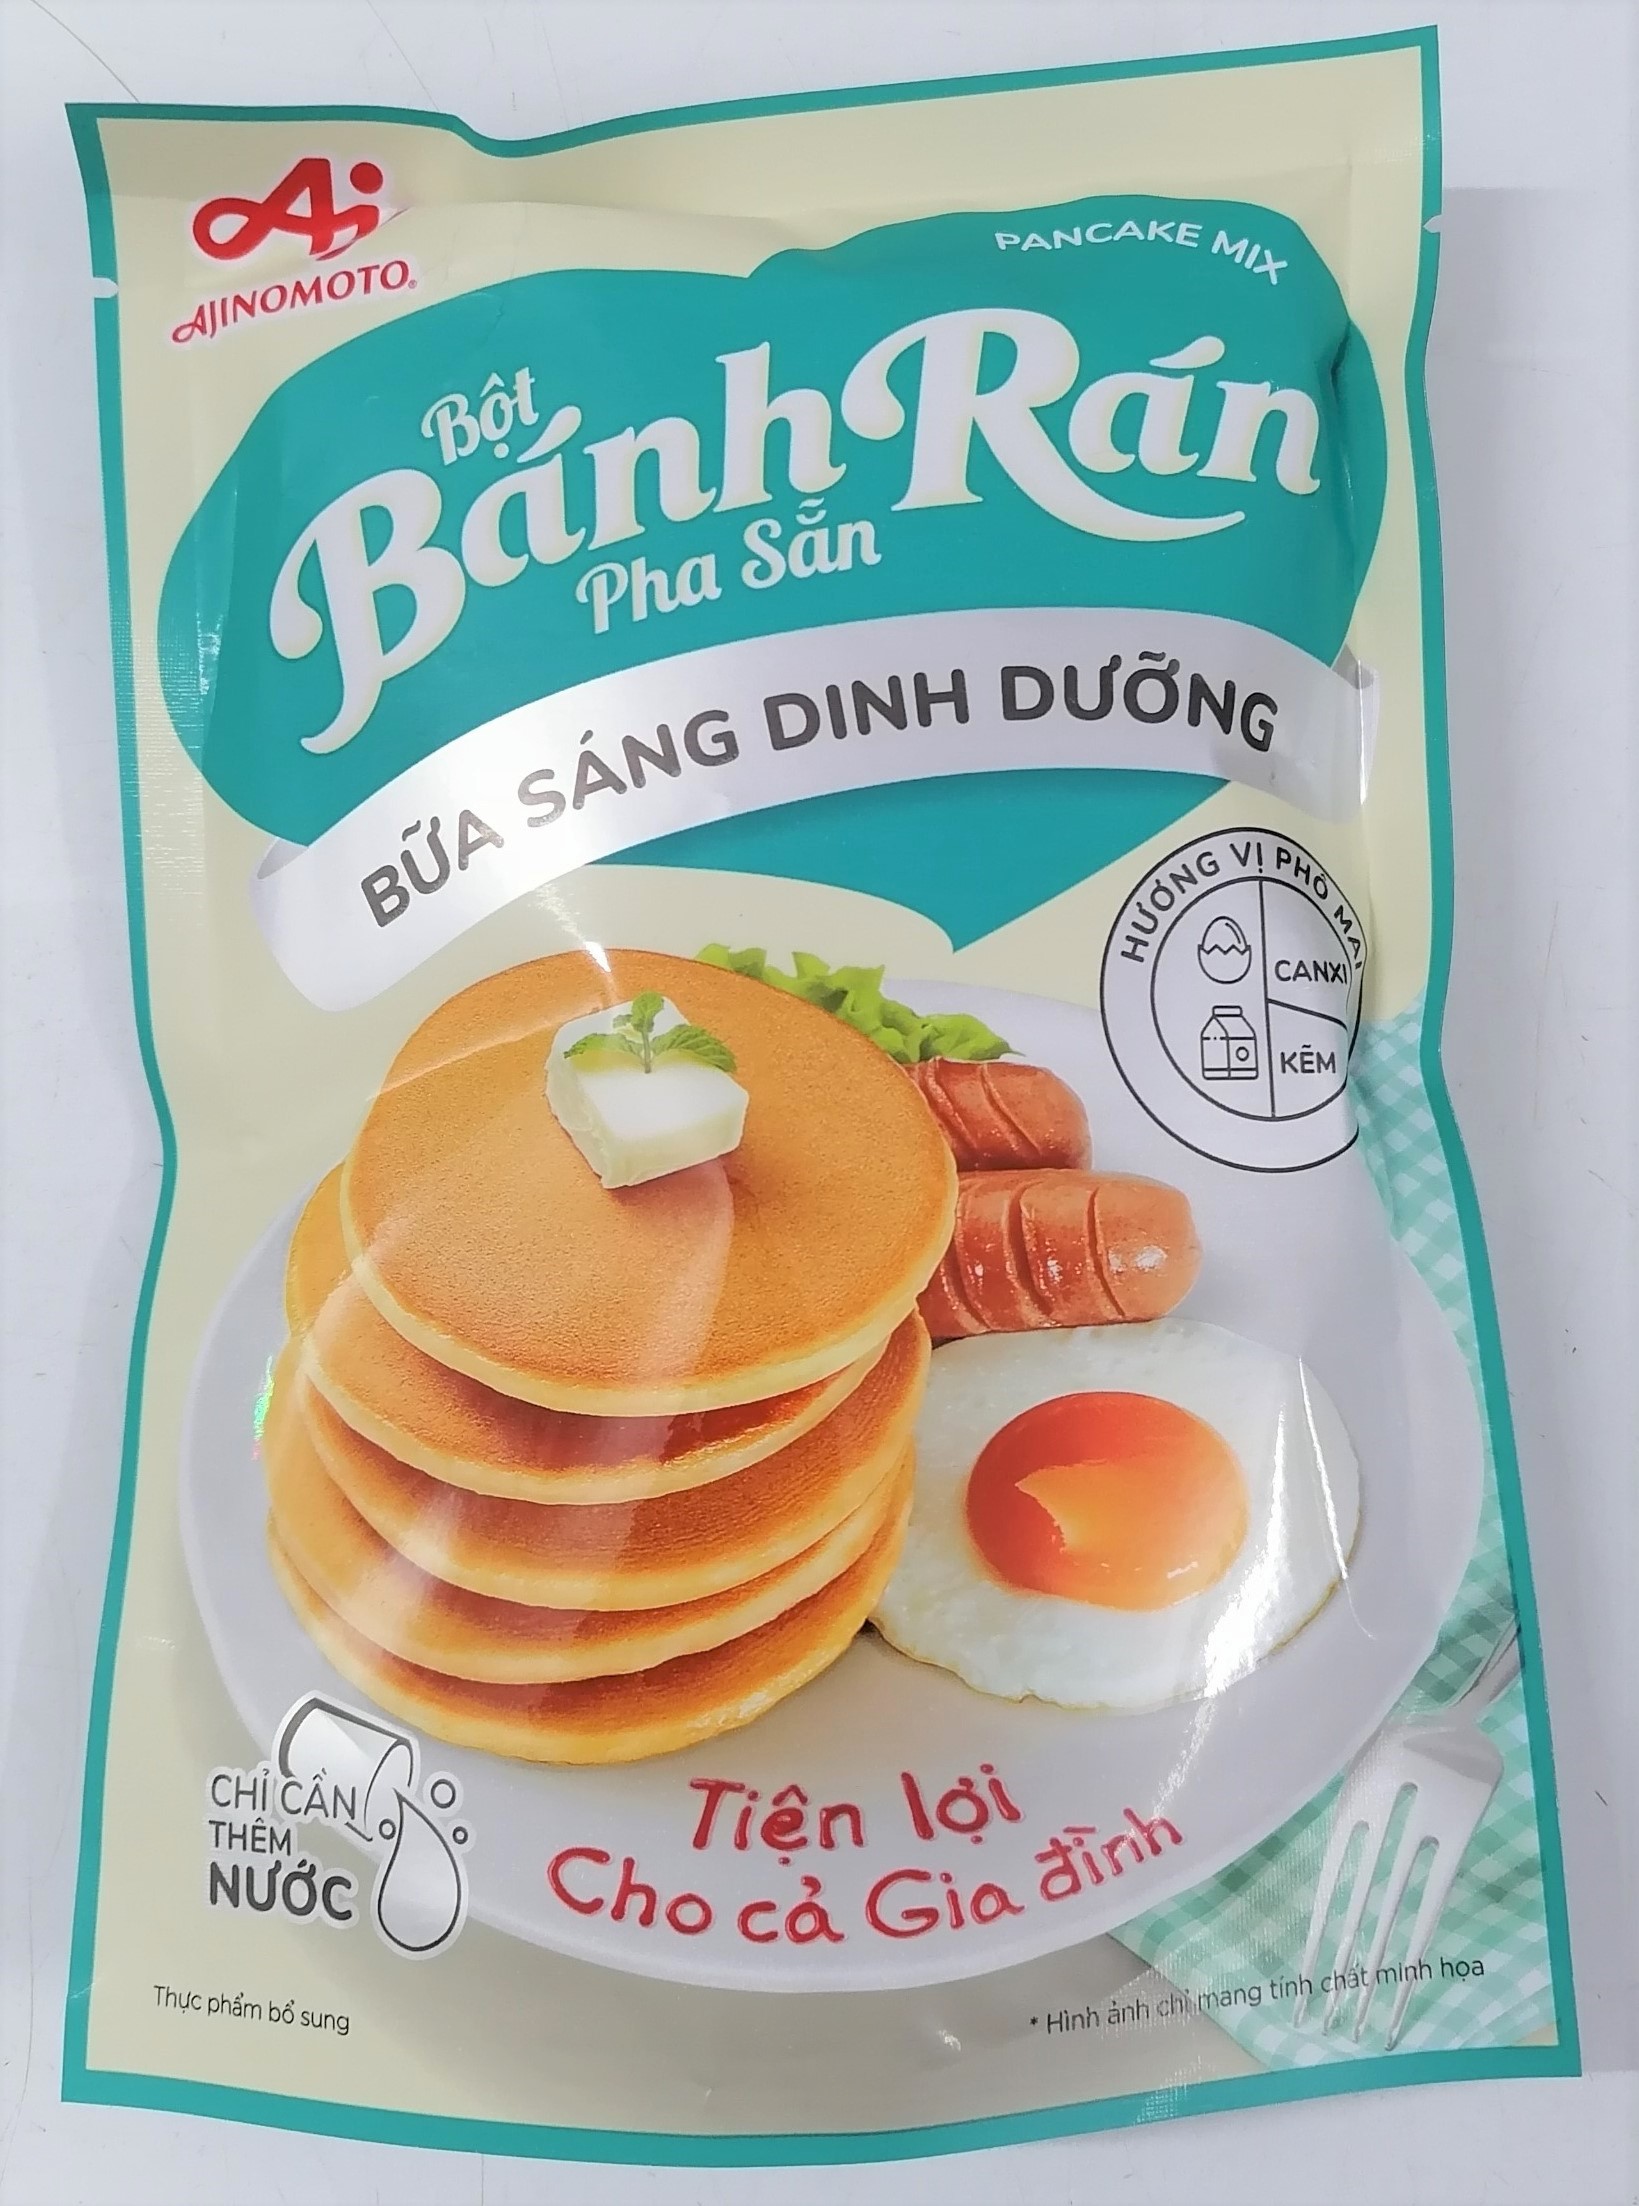 AJINOMOTO
PANCAKE MIX
Bột
Bánh Rán
Pha Sẵn
BỮA SÁNG DINH DƯỠNG
HƯƠNG VỊ PHÔ MAI
CANXI
KẼM
CHỈ CẦN
THÊM
NƯỚC
Tiện lợi
Cho cả Gia đình
Thực phẩm bổ sung
* Hình ảnh chỉ mang tính chất minh họa